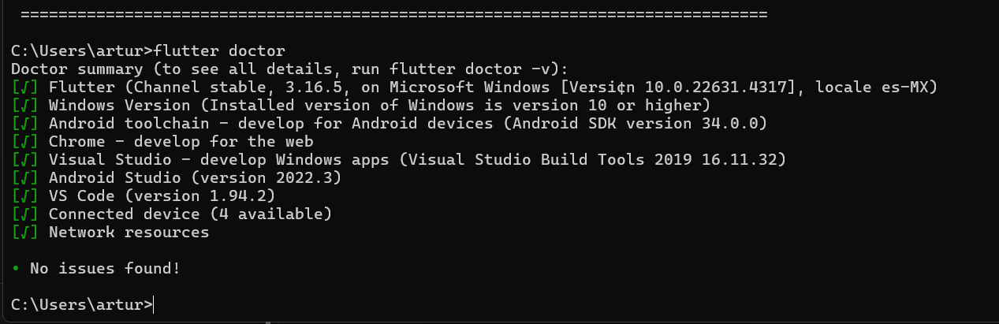 ================================================================================
C:\Users\artur>flutter doctor
Doctor summary (to see all details, run flutter doctor -v):
[√] Flutter (Channel stable, 3.16.5, on Microsoft Windows [Versi¢n 10.0.22631.4317], locale es-MX)
[√] Windows Version (Installed version of Windows is version 10 or higher)
[√] Android toolchain - develop for Android devices (Android SDK version 34.0.0)
[√] Chrome - develop for the web
[√] Visual Studio - develop Windows apps (Visual Studio Build Tools 2019 16.11.32)
[√] Android Studio (version 2022.3)
[√] VS Code (version 1.94.2)
[√] Connected device (4 available)
[√] Network resources
• No issues found!
C:\Users\artur>